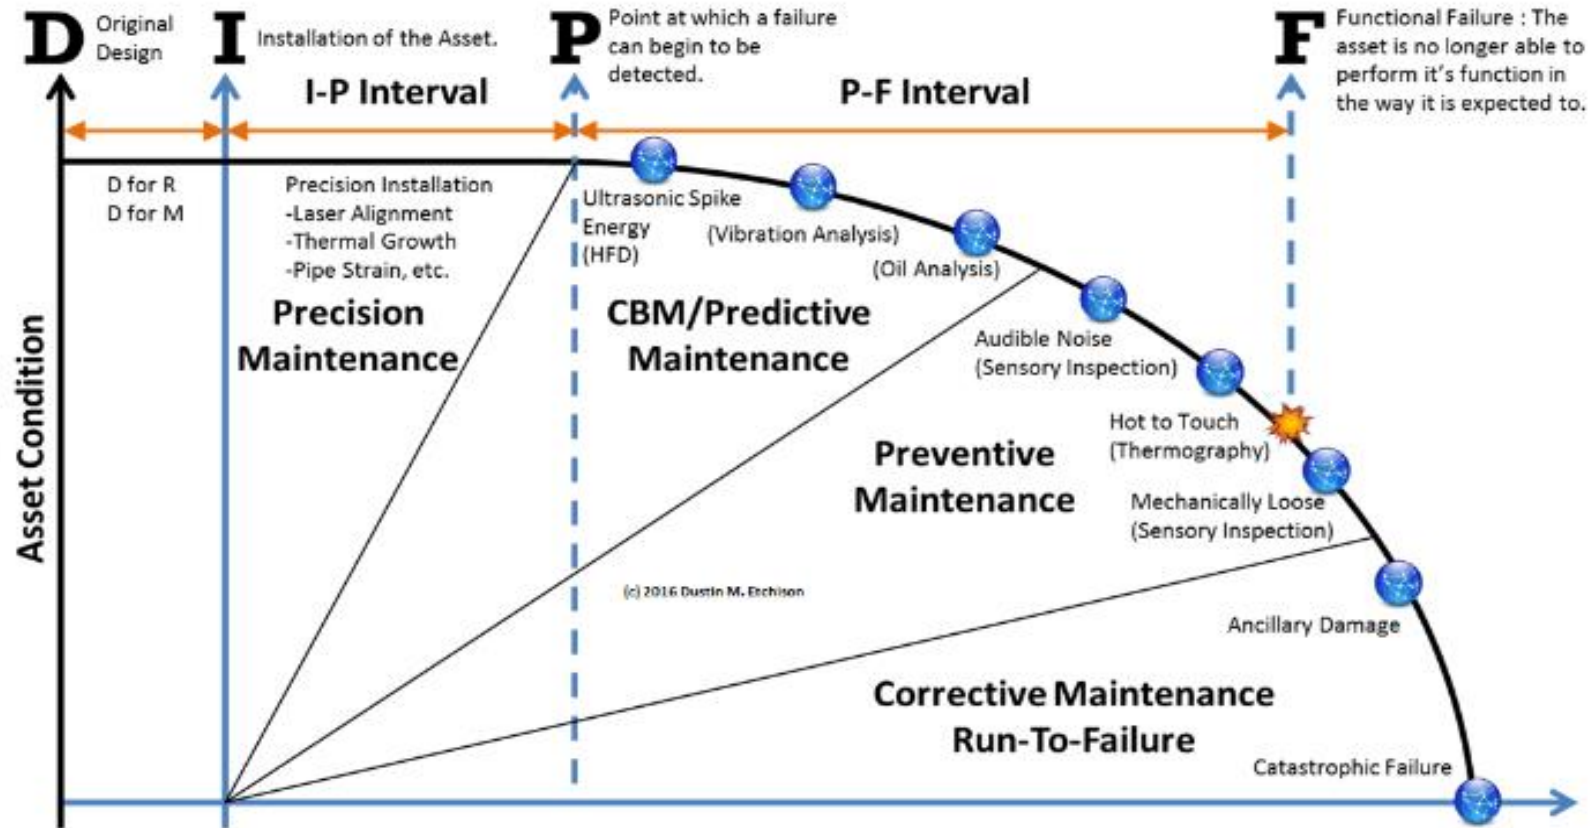 D
Original
Design
I
Installation of the Asset.
P
Point at which a failure
can begin to be
detected.
F
Functional Failure : The
asset is no longer able to
perform it's function in
the way it is expected to.
I-P Interval
P-F Interval
D for R
D for M
Precision Installation
-Laser Alignment
-Thermal Growth
-Pipe Strain, etc.
Precision
Maintenance
Ultrasonic Spike
Energy
(HFD)
(Vibration Analysis)
(Oil Analysis)
CBM/Predictive
Maintenance
Audible Noise
(Sensory Inspection)
Hot to Touch
(Thermography)
Preventive
Maintenance
Mechanically Loose
(Sensory Inspection)
(c) 2016 Dustin M. Etchison
Ancillary Damage
Corrective Maintenance
Run-To-Failure
Catastrophic Failure
Asset Condition